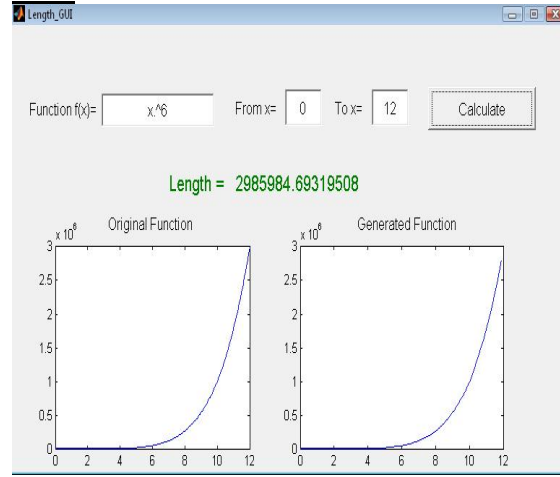 Length_GUI
Function f(x)= x.^6 From x= 0 To x= 12 Calculate
Length = 2985984.69319508
Original Function
x 10^6
3
2.5
2
1.5
1
0.5
0
0 2 4 6 8 10 12
Generated Function
x 10^6
3
2.5
2
1.5
1
0.5
0
0 2 4 6 8 10 12